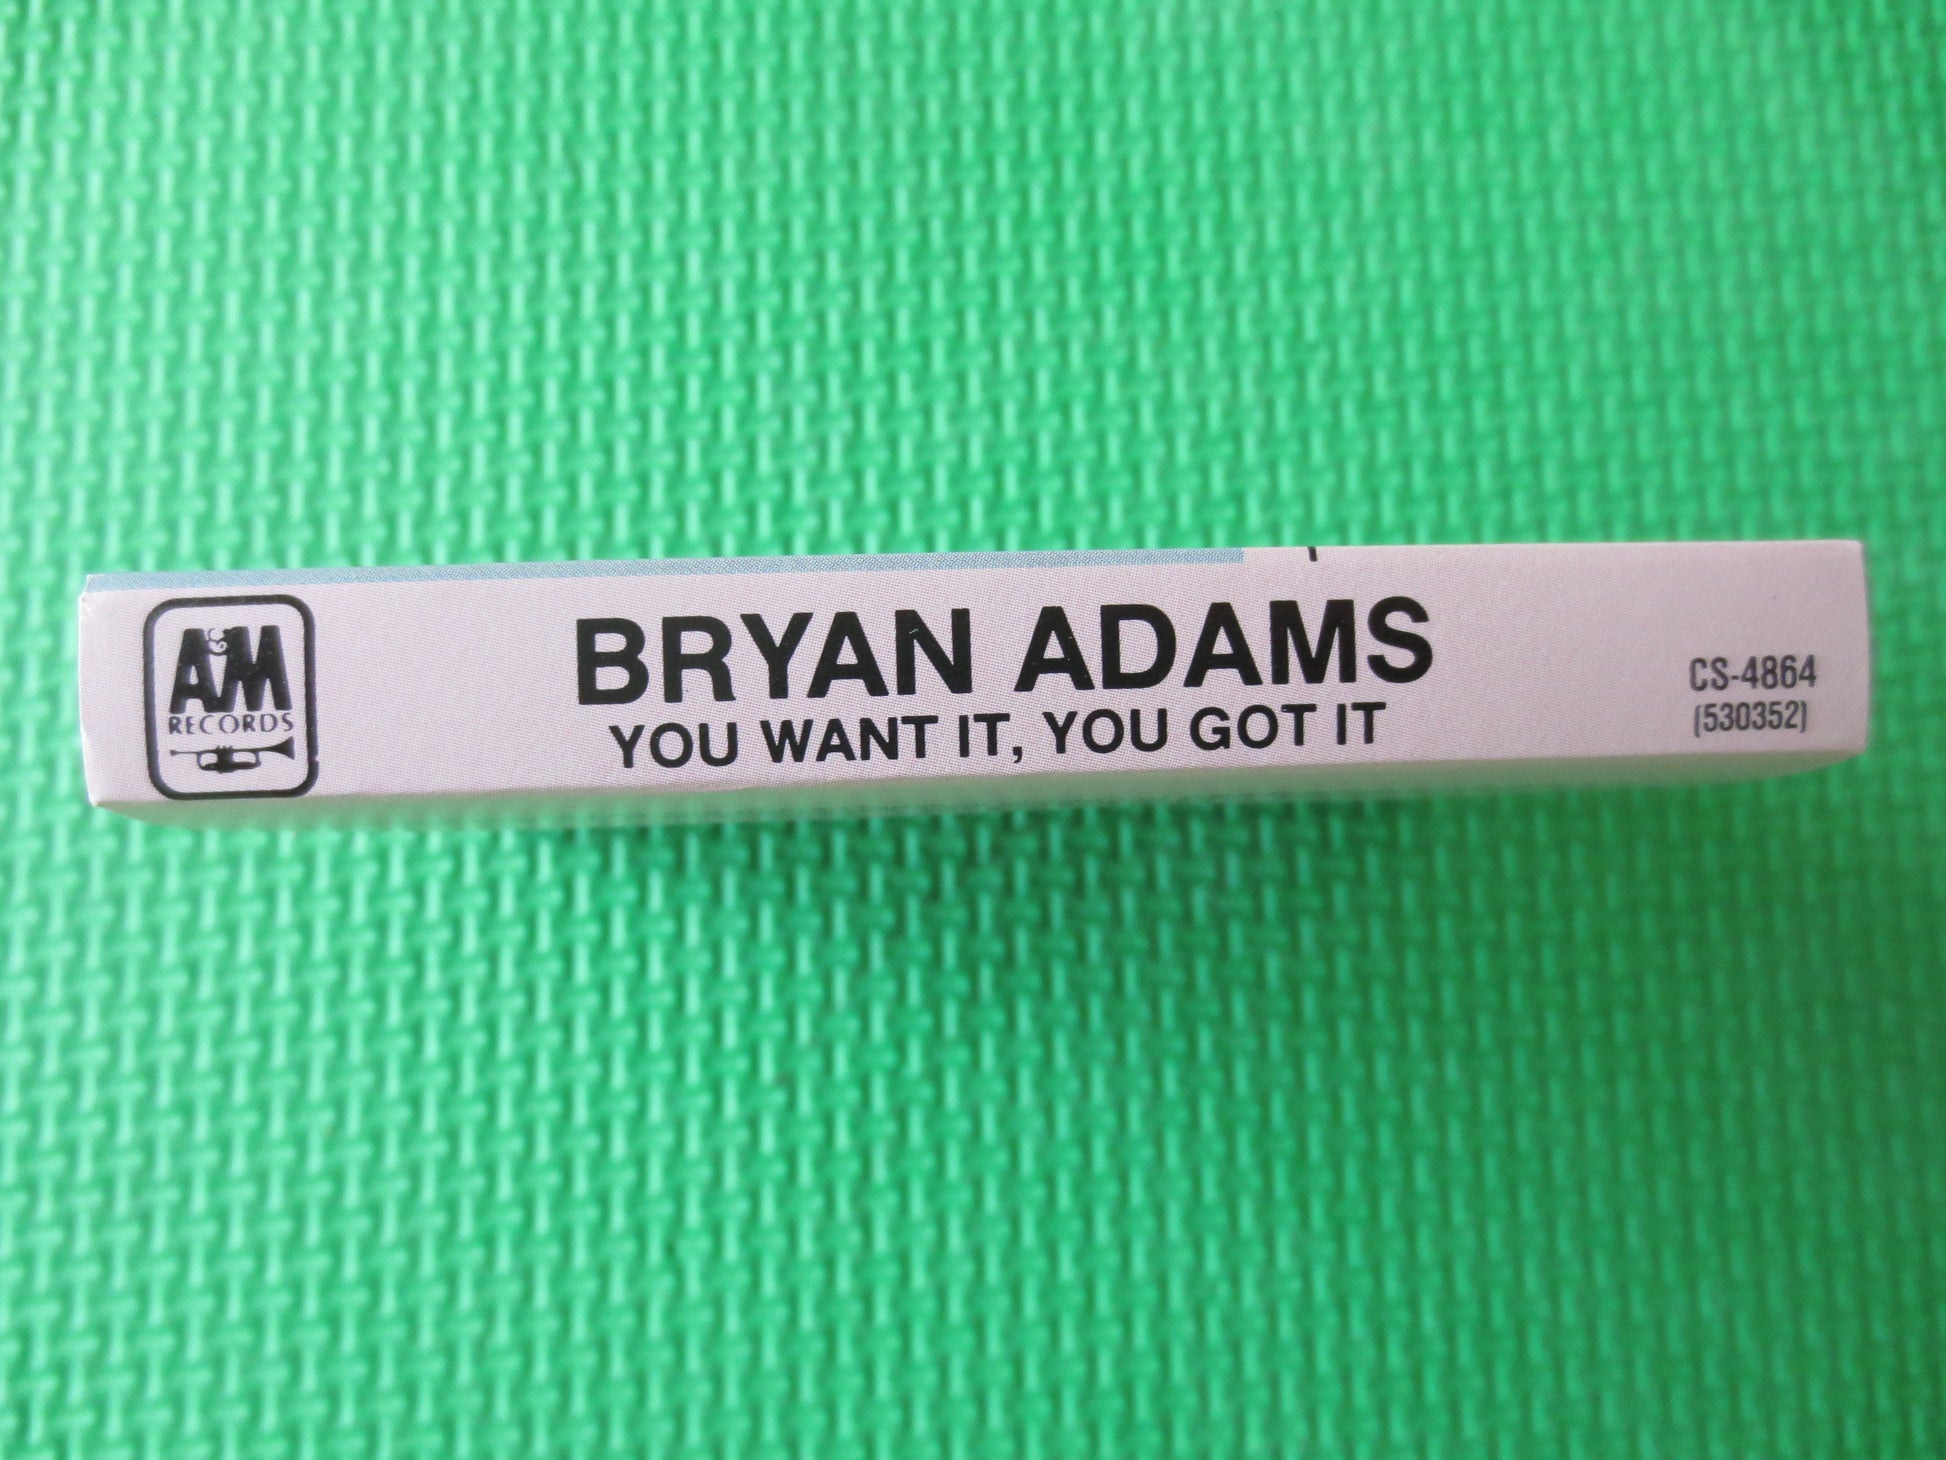 A&M
RECORDS
BRYAN ADAMS
YOU WANT IT, YOU GOT IT
CS-4864
(530352)